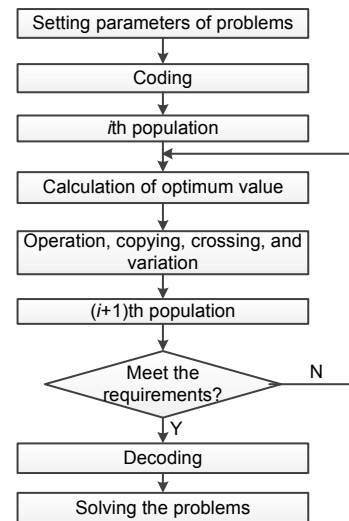 Setting parameters of problems
Coding
ith population
Calculation of optimum value
Operation, copying, crossing, and
variation
(i+1)th population
Meet the
requirements?
N
Y
Decoding
Solving the problems